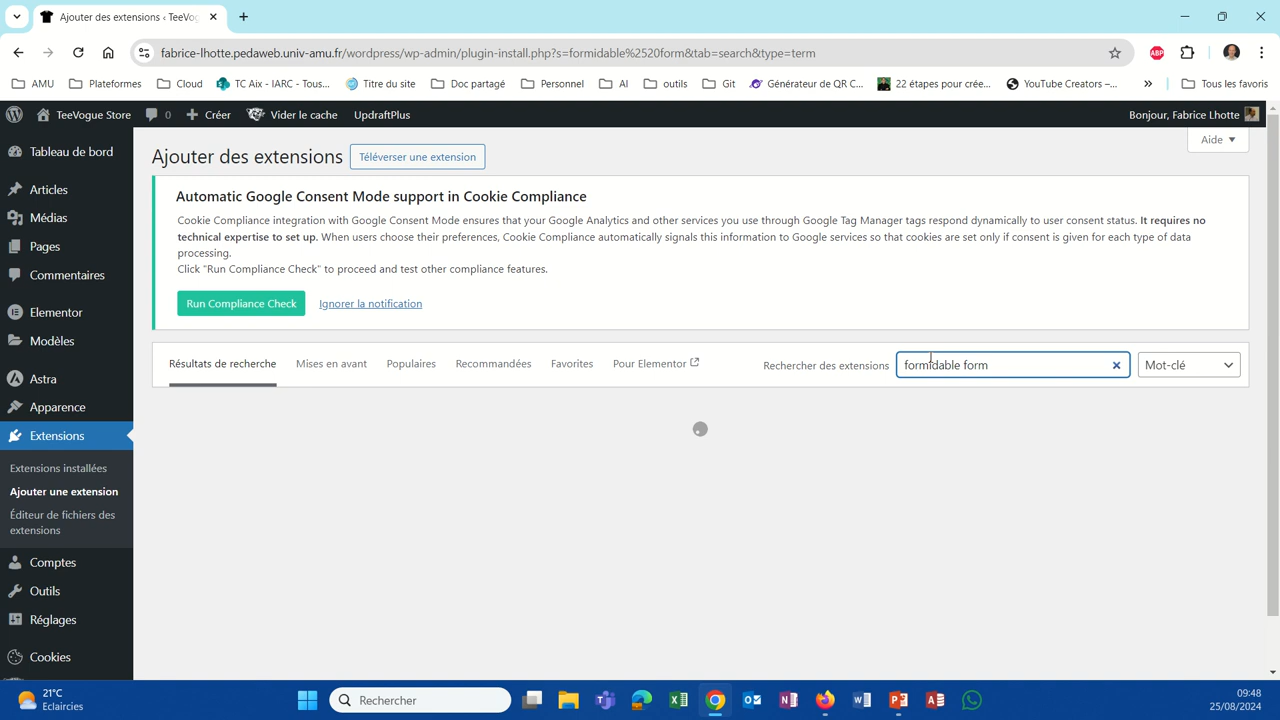 Ajouter des extensions ‹ TeeVog
fabrice-lhotte.pedaweb.univ-amu.fr/wordpress/wp-admin/plugin-install.php?s=formidable%2520form&tab=search&type=term
ABP
AMU
Plateformes
Cloud
TC Aix - IARC - Tous...
Titre du site
Doc partagé
Personnel
AI
outils
Git
Générateur de QR C...
22 étapes pour crée...
YouTube Creators –...
»
Tous les favoris
TeeVogue Store
0
Créer
Vider le cache
UpdraftPlus
Bonjour, Fabrice Lhotte
Tableau de bord
Articles
Médias
Pages
Commentaires
Elementor
Modèles
Astra
Apparence
Extensions
Extensions installées
Ajouter une extension
Éditeur de fichiers des
extensions
Comptes
Outils
Réglages
Cookies
Aide
Ajouter des extensions
Téléverser une extension
Automatic Google Consent Mode support in Cookie Compliance
Cookie Compliance integration with Google Consent Mode ensures that your Google Analytics and other services you use through Google Tag Manager tags respond dynamically to user consent status. It requires no
technical expertise to set up. When users choose their preferences, Cookie Compliance automatically signals this information to Google services so that cookies are set only if consent is given for each type of data
processing.
Click "Run Compliance Check" to proceed and test other compliance features.
Run Compliance Check
Ignorer la notification
Résultats de recherche
Mises en avant
Populaires
Recommandées
Favorites
Pour Elementor
Rechercher des extensions
formidable form
Mot-clé
21°C
Eclaircies
Rechercher
09:48
25/08/2024